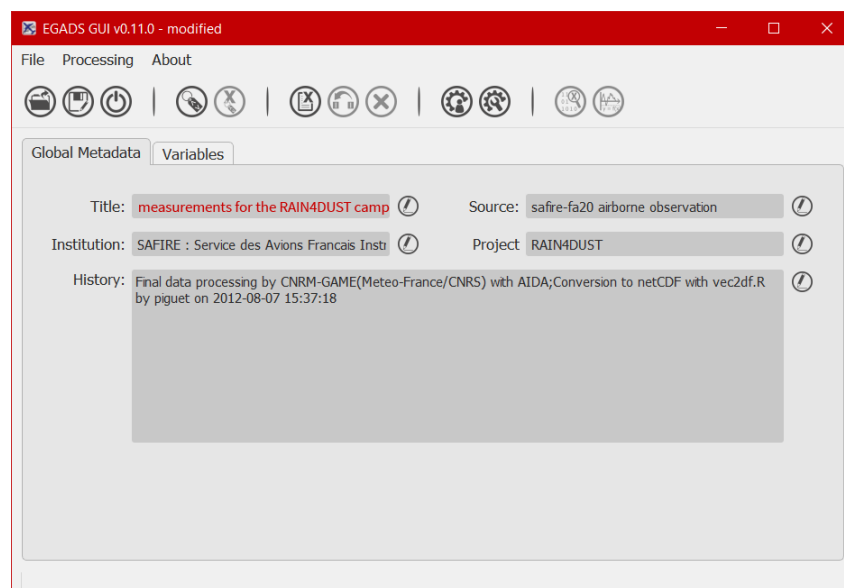 EGADS GUI v0.11.0 - modified
File Processing About
Global Metadata Variables
Title: measurements for the RAIN4DUST camp Source: safire-fa20 airborne observation
Institution: SAFIRE : Service des Avions Francais Instr Project RAIN4DUST
History: Final data processing by CNRM-GAME(Meteo-France/CNRS) with AIDA;Conversion to netCDF with vec2df.R
by piguet on 2012-08-07 15:37:18